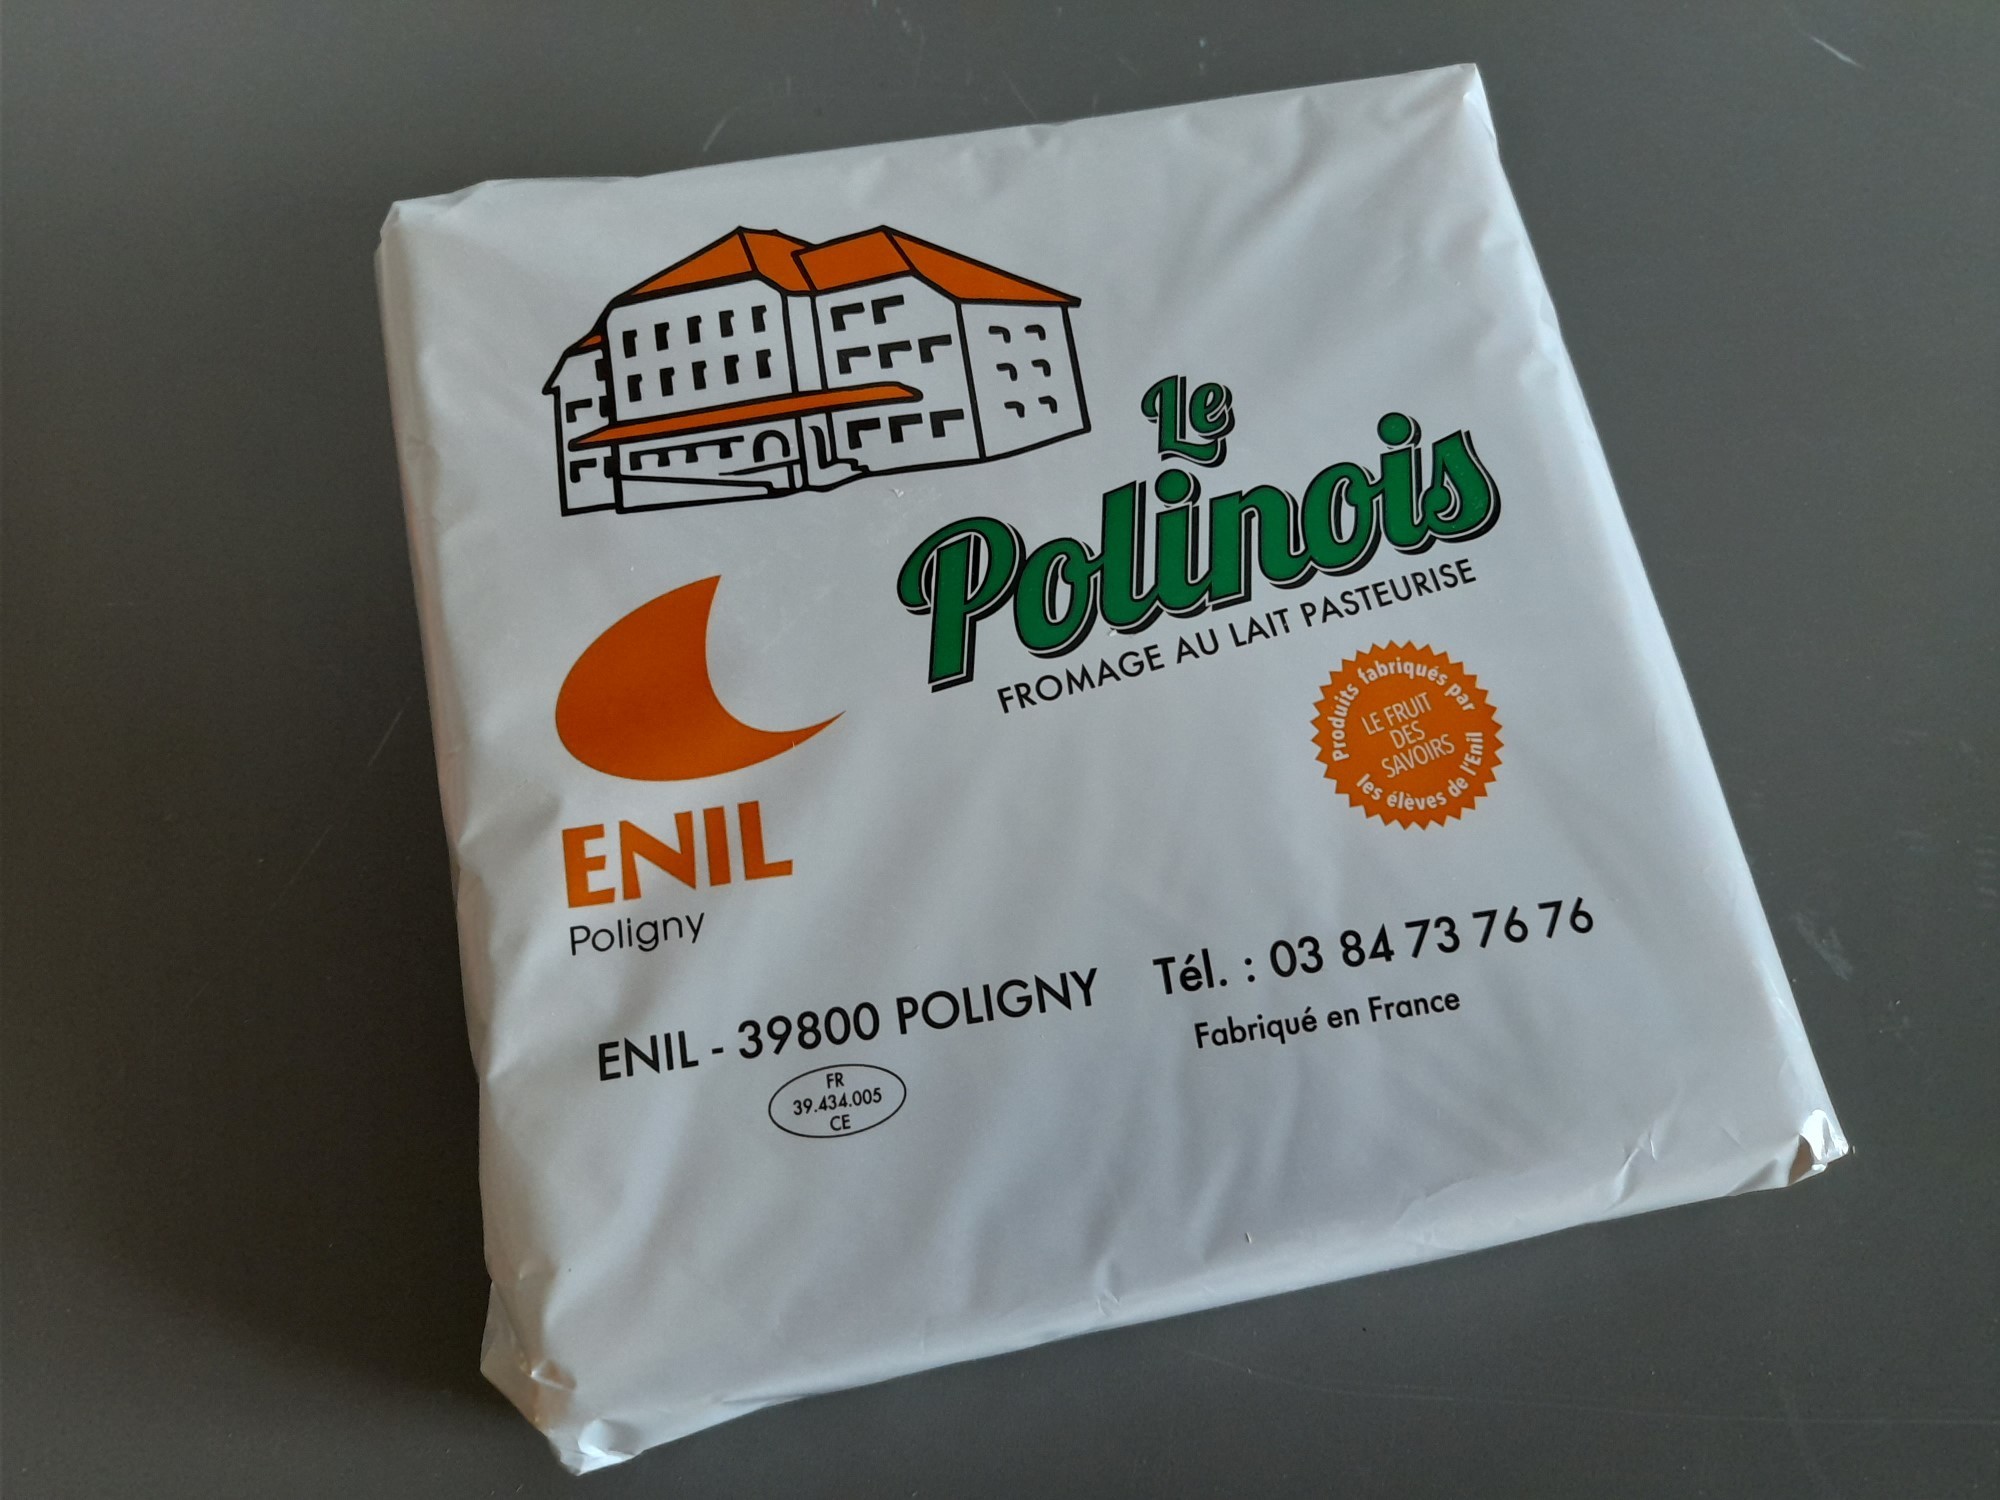 Le
Polinois
FROMAGE AU LAIT PASTEURISE
Produits fabriqués par
LE FRUIT
DES
SAVOIRS
les élèves de l'Enil
ENIL
Poligny
ENIL - 39800 POLIGNY
Tél. : 03 84 73 76 76
Fabriqué en France
FR
39.434.005
CE